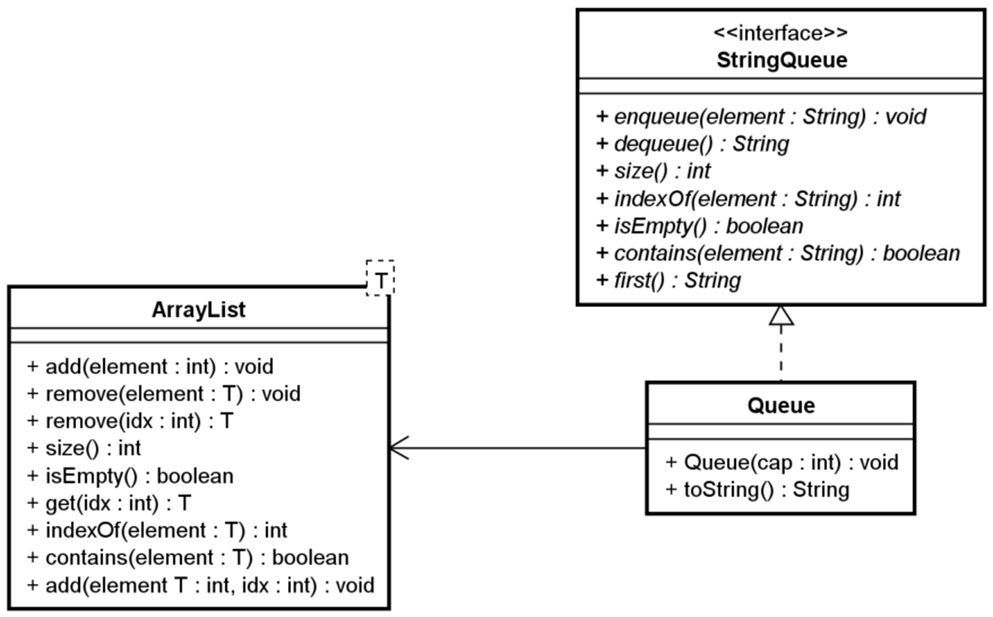 <<interface>>
StringQueue
+ enqueue(element : String) : void
+ dequeue() : String
+ size() : int
+ indexOf(element : String) : int
+ isEmpty() : boolean
+ contains(element : String) : boolean
+ first() : String
T
ArrayList
+ add(element : int) : void
+ remove(element : T) : void
+ remove(idx : int) : T
+ size() : int
+ isEmpty() : boolean
+ get(idx : int) : T
+ indexOf(element : T) : int
+ contains(element : T) : boolean
+ add(element T : int, idx : int) : void
Queue
+ Queue(cap : int) : void
+ toString() : String